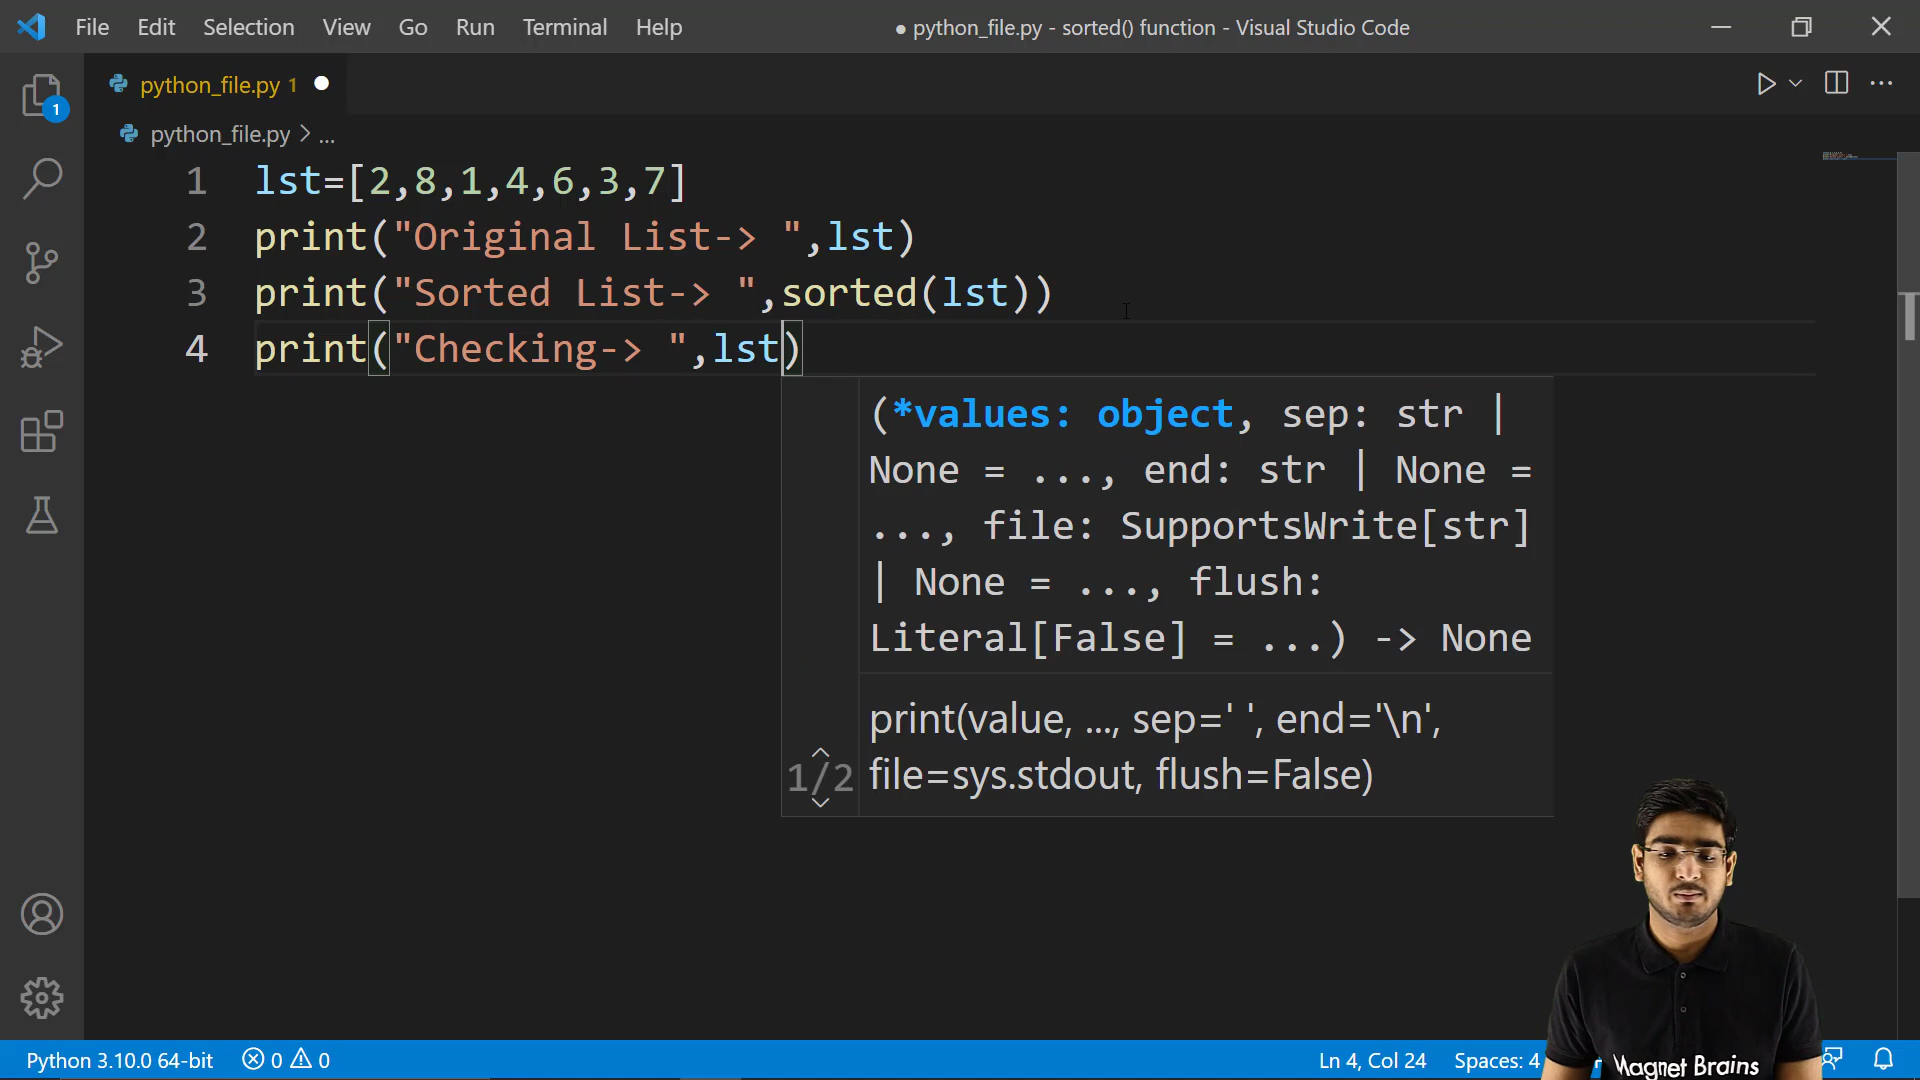 File Edit Selection View Go Run Terminal Help ● python_file.py - sorted() function - Visual Studio Code
python_file.py 1
1
python_file.py > ...
1 lst=[2,8,1,4,6,3,7]
2 print("Original List-> ",lst)
3 print("Sorted List-> ",sorted(lst))
4 print("Checking-> ",lst)
(*values: object, sep: str |
None = ..., end: str | None =
..., file: SupportsWrite[str]
| None = ..., flush:
Literal[False] = ...) -> None
print(value, ..., sep=' ', end='\n',
1/2 file=sys.stdout, flush=False)
Python 3.10.0 64-bit 0 0 Ln 4, Col 24 Spaces: 4
Magnet Brains